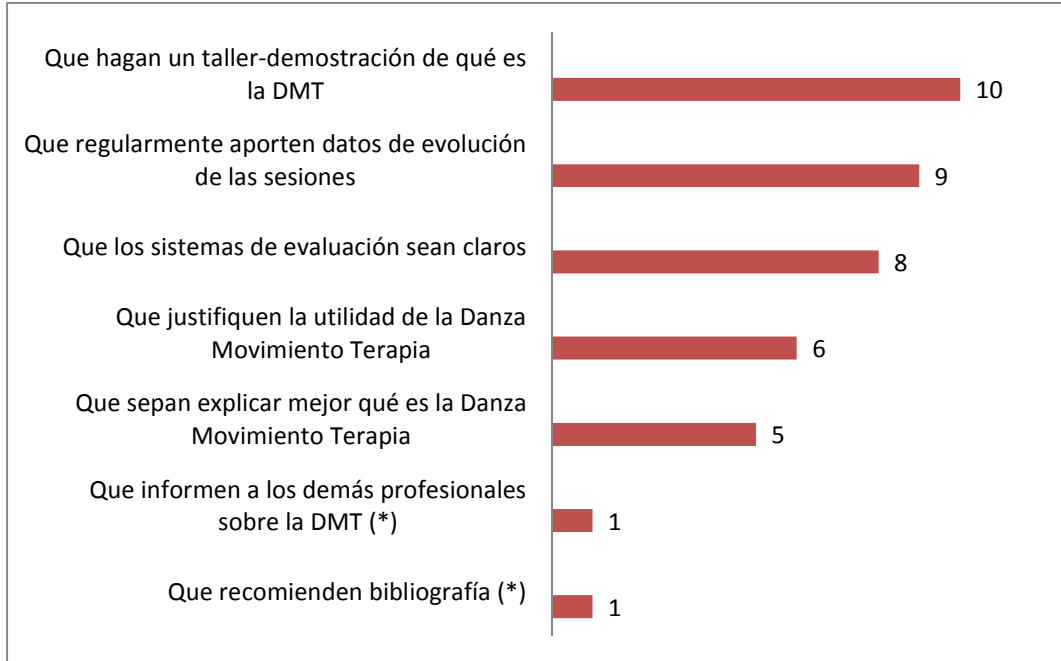 Que hagan un taller-demostración de qué es
la DMT
10
Que regularmente aporten datos de evolución
de las sesiones
9
Que los sistemas de evaluación sean claros
8
Que justifiquen la utilidad de la Danza
Movimiento Terapia
6
Que sepan explicar mejor qué es la Danza
Movimiento Terapia
5
Que informen a los demás profesionales
sobre la DMT (*)
1
Que recomienden bibliografía (*)
1